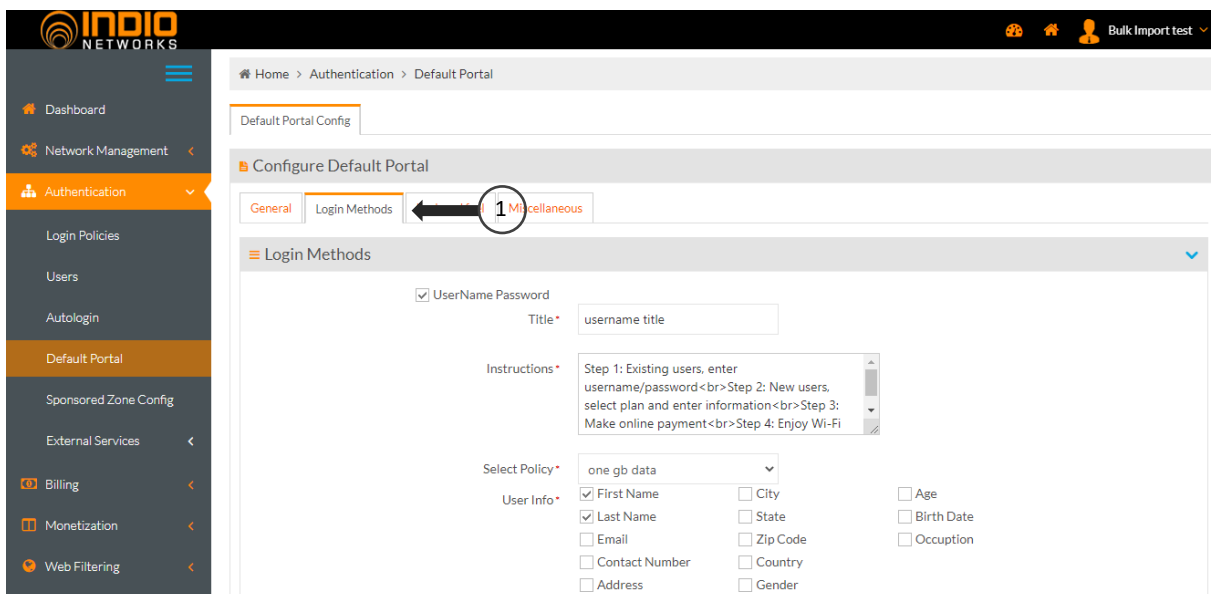 INDIO
NETWORKS
Bulk Import test
Home > Authentication > Default Portal
Dashboard
Default Portal Config
Network Management
Configure Default Portal
Authentication
General
Login Methods
1
Miscellaneous
Login Policies
Login Methods
Users
UserName Password
Autologin
Title*
username title
Default Portal
Instructions*
Step 1: Existing users, enter
username/password<br>Step 2: New users,
select plan and enter information<br>Step 3:
Make online payment<br>Step 4: Enjoy Wi-Fi
Sponsored Zone Config
External Services
Select Policy*
one gb data
Billing
User Info*
First Name
City
Age
Last Name
State
Birth Date
Monetization
Email
Zip Code
Occuption
Web Filtering
Contact Number
Country
Address
Gender